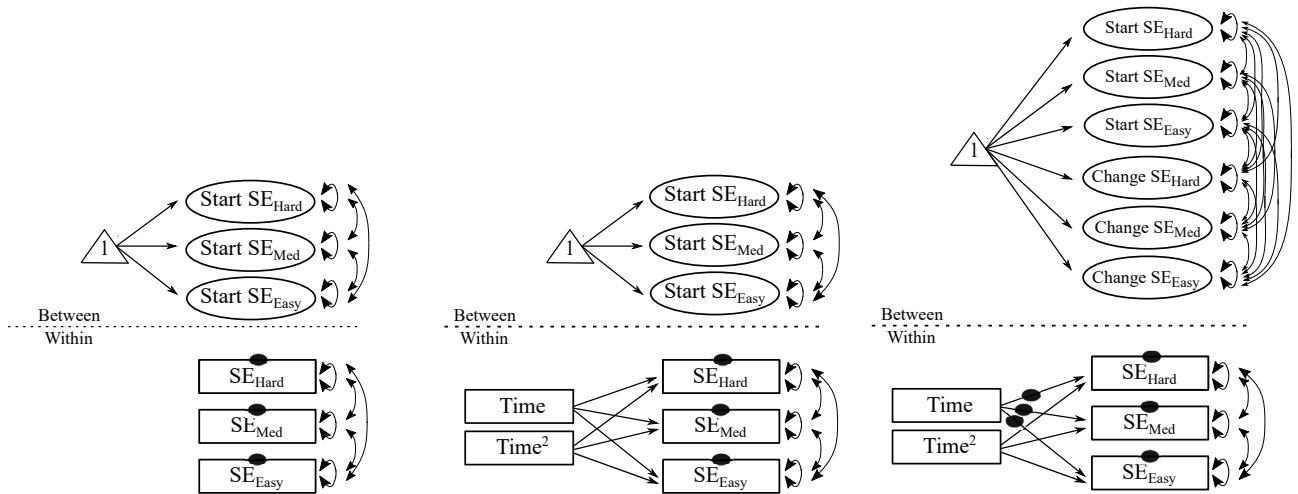 1
Start SE_Hard
Start SE_Med
Start SE_Easy
Between
Within
SE_Hard
SE_Med
SE_Easy
1
Start SE_Hard
Start SE_Med
Start SE_Easy
Between
Within
Time
Time²
SE_Hard
SE_Med
SE_Easy
1
Start SE_Hard
Start SE_Med
Start SE_Easy
Change SE_Hard
Change SE_Med
Change SE_Easy
Between
Within
Time
Time²
SE_Hard
SE_Med
SE_Easy